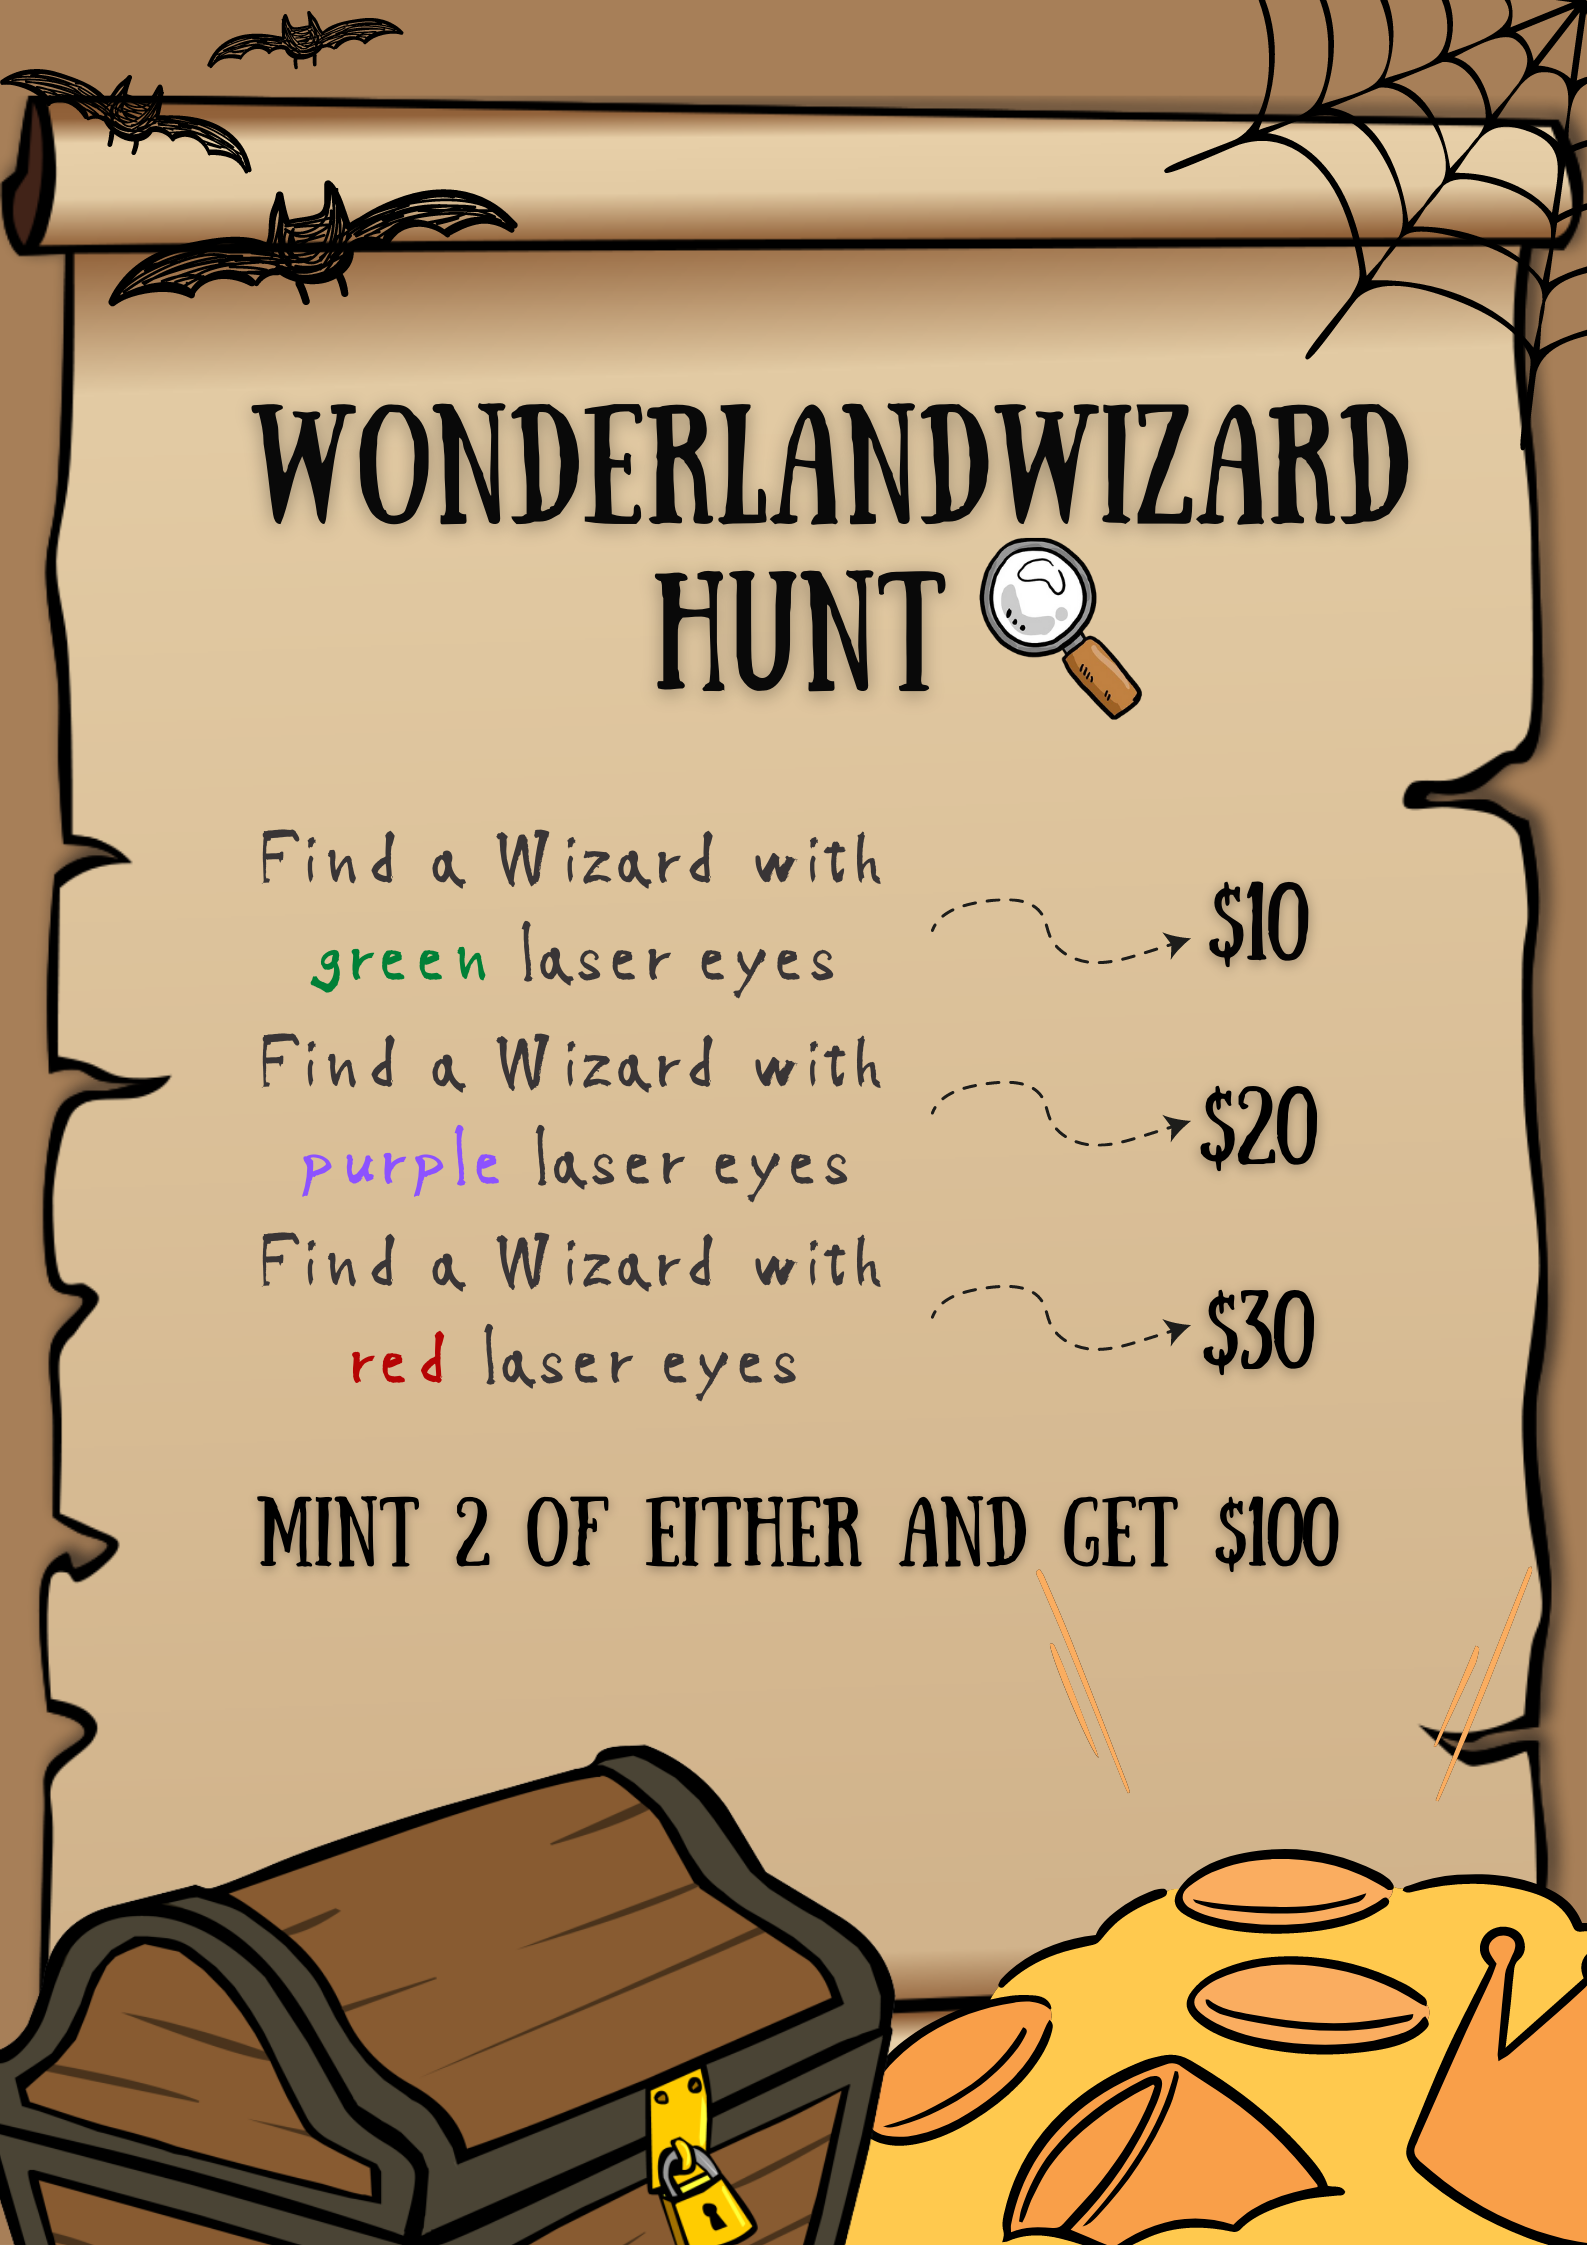 WONDERLANDWIZARD
HUNT
Find a Wizard with
green laser eyes
$10
Find a Wizard with
purple laser eyes
$20
Find a Wizard with
red laser eyes
$30
MINT 2 OF EITHER AND GET $100